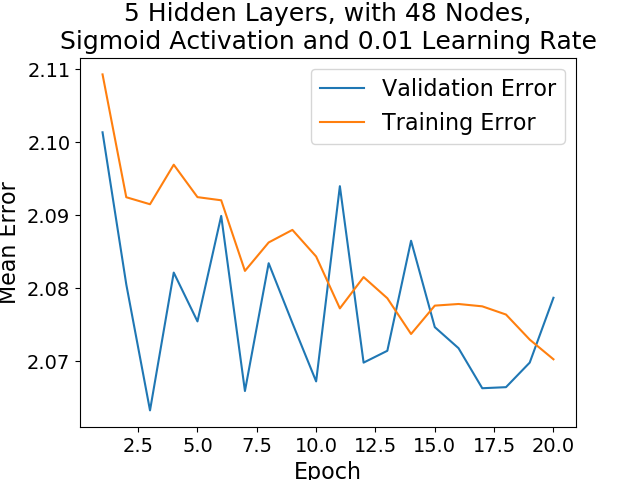 5 Hidden Layers, with 48 Nodes,
Sigmoid Activation and 0.01 Learning Rate
Validation Error
Training Error
2.11
2.10
2.09
2.08
2.07
Mean Error
2.5 5.0 7.5 10.0 12.5 15.0 17.5 20.0
Epoch